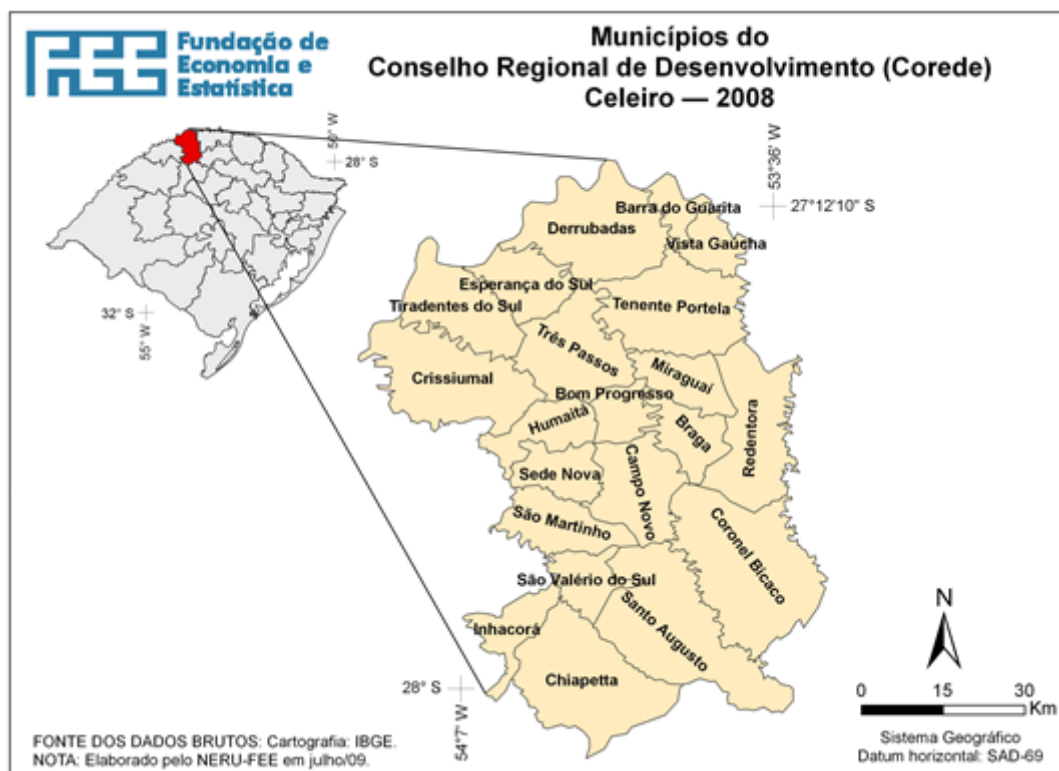 FEE
Fundação de
Economia e
Estatística
Municípios do
Conselho Regional de Desenvolvimento (Corede)
Celeiro — 2008
50° W
28° S
32° S
55° W
53°36' W
27°12'10" S
Barra do Guarita
Derrubadas
Vista Gaúcha
Esperança do Sul
Tiradentes do Sul
Tenente Portela
Três Passos
Miraguaí
Crissiumal
Bom Progresso
Humaitá
Braga
Redentora
Sede Nova
Campo Novo
São Martinho
Coronel Bicaco
São Valério do Sul
Santo Augusto
Inhacorá
Chiapetta
28° S
54°7' W
N
0 15 30
Km
Sistema Geográfico
Datum horizontal: SAD-69
FONTE DOS DADOS BRUTOS: Cartografia: IBGE.
NOTA: Elaborado pelo NERU-FEE em julho/09.